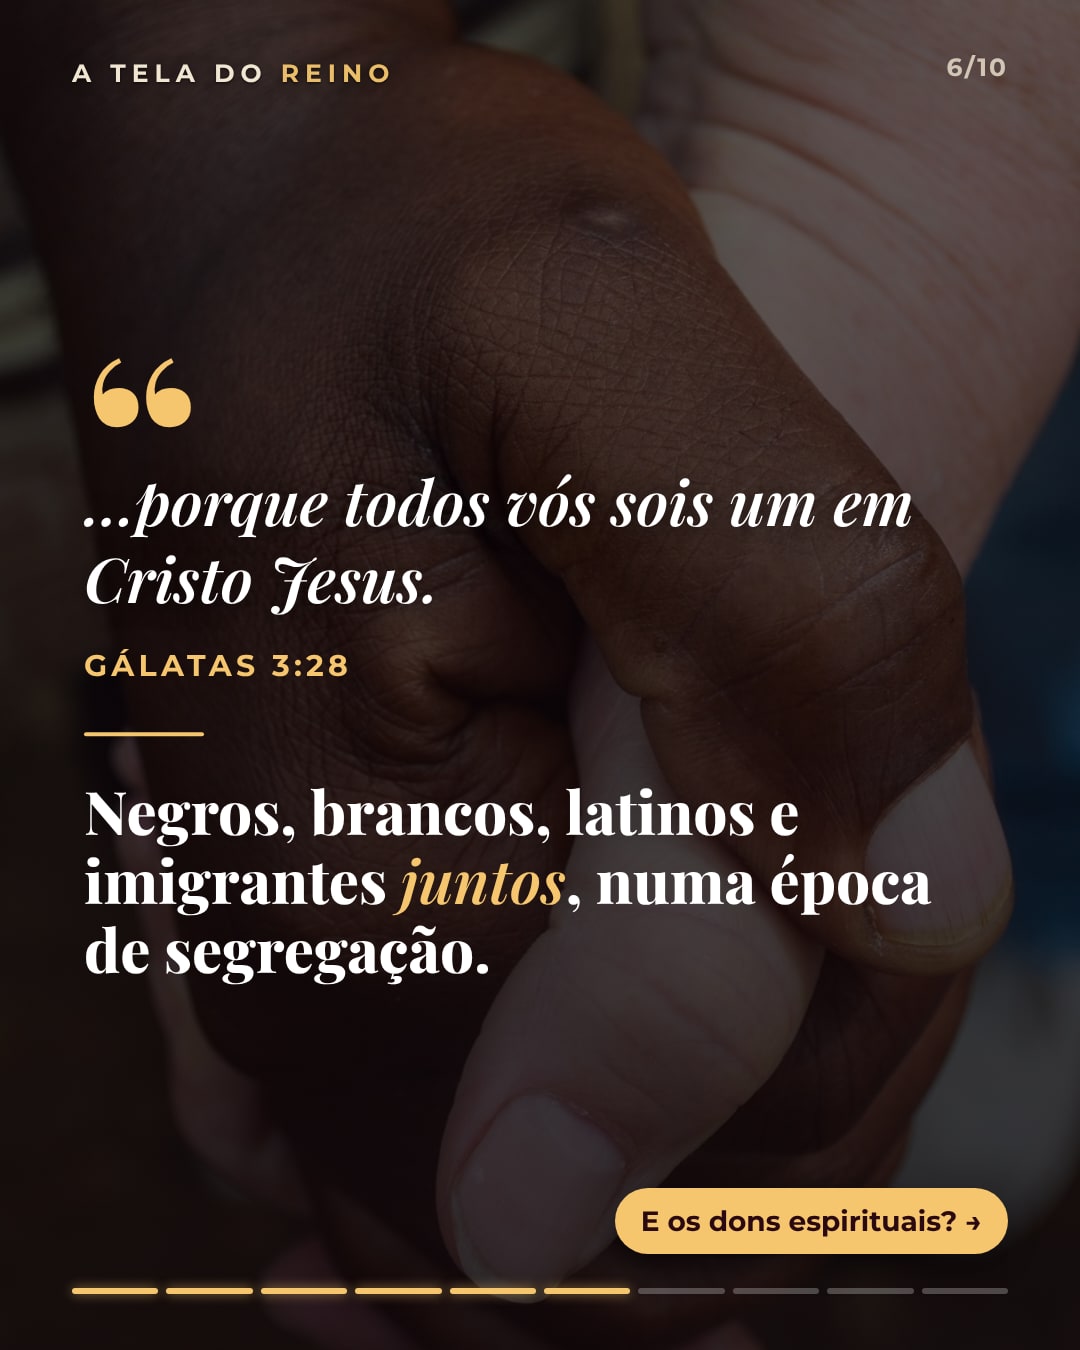 A TELA DO REINO
6/10
“
...porque todos vós sois um em
Cristo Jesus.
GÁLATAS 3:28
Negros, brancos, latinos e
imigrantes juntos, numa época
de segregação.
E os dons espirituais? →